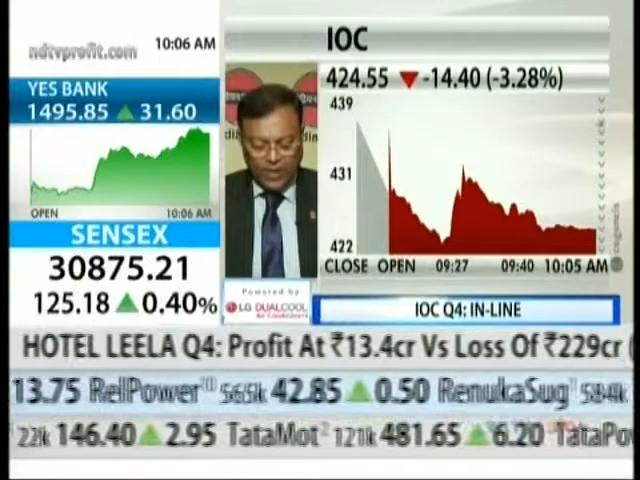 ndtvprofit.com 10:06 AM
YES BANK
1495.85 ▲ 31.60
OPEN 10:06 AM
SENSEX
30875.21
125.18 ▲ 0.40%
IOC
424.55 ▼ -14.40 (-3.28%)
439
431
422
CLOSE OPEN 09:27 09:40 10:05 AM
cogencis
Powered by
LG DUALCOOL
Air Conditioners
IOC Q4: IN-LINE
HOTEL LEELA Q4: Profit At ₹13.4cr Vs Loss Of ₹229cr (
13.75 RelPower 565k 42.85 ▲ 0.50 RenukaSug 584k
22k 146.40 ▲ 2.95 TataMot 121k 481.65 ▲ 6.20 TataPo